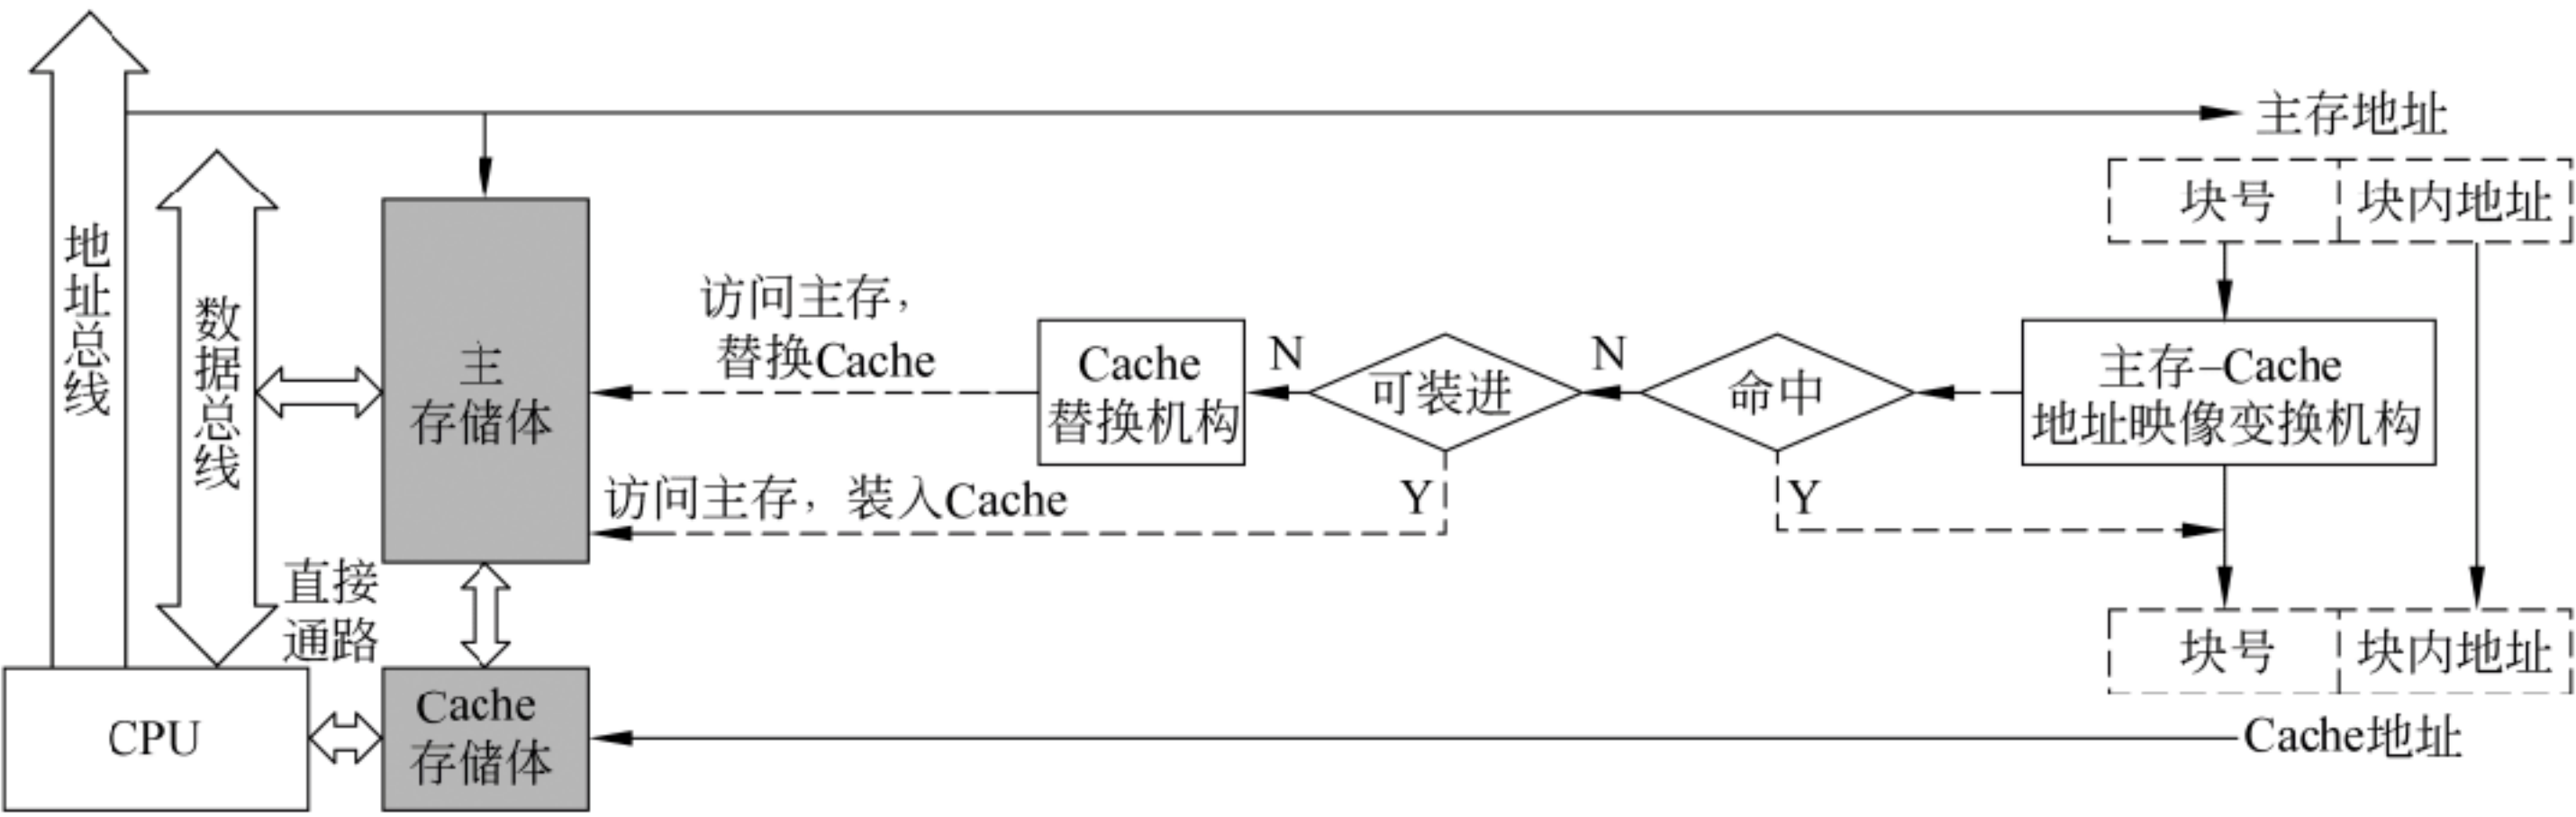 主存地址
块号
块内地址
地址总线
数据总线
主
存储体
访问主存，
替换Cache
Cache
替换机构
N
可装进
N
命中
主存–Cache
地址映像变换机构
访问主存，装入Cache
Y
Y
直接
通路
块号
块内地址
CPU
Cache
存储体
Cache地址